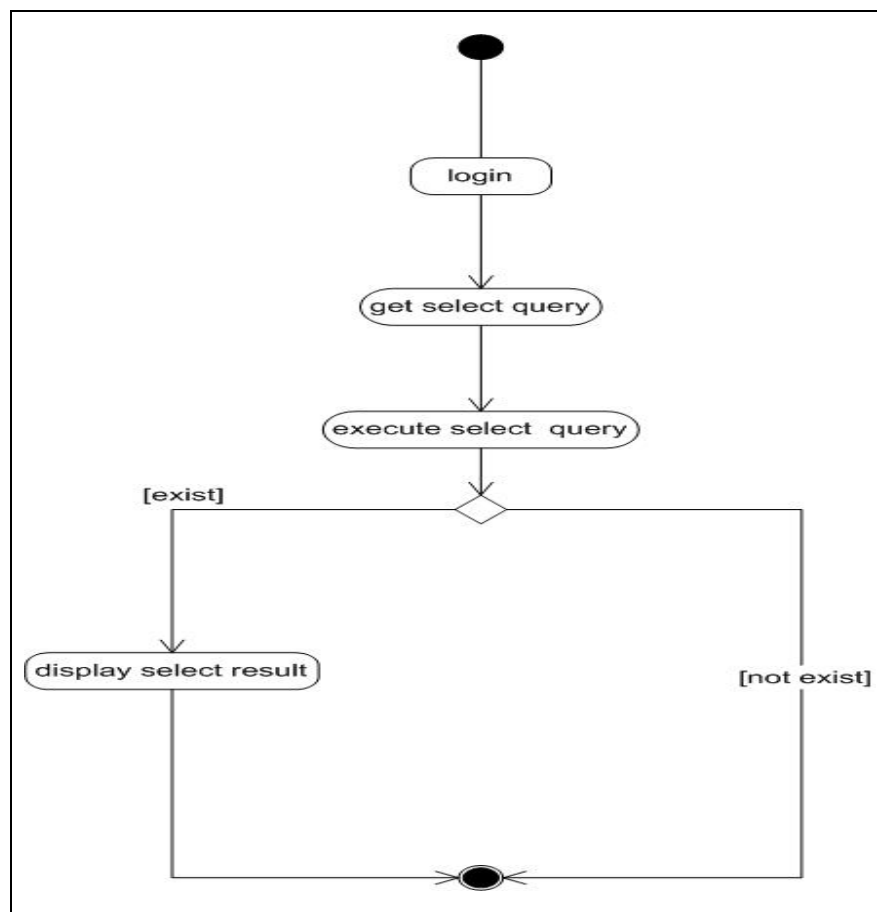 login
get select query
execute select query
[exist]
display select result
[not exist]